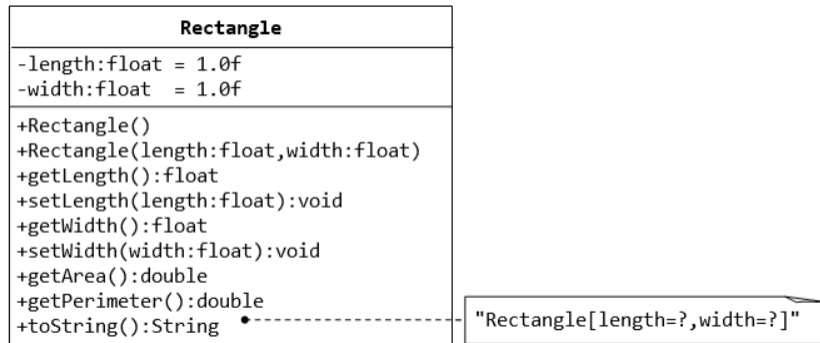 Rectangle
-length:float = 1.0f
-width:float  = 1.0f
+Rectangle()
+Rectangle(length:float,width:float)
+getLength():float
+setLength(length:float):void
+getWidth():float
+setWidth(width:float):void
+getArea():double
+getPerimeter():double
+toString():String
"Rectangle[length=?,width=?]"